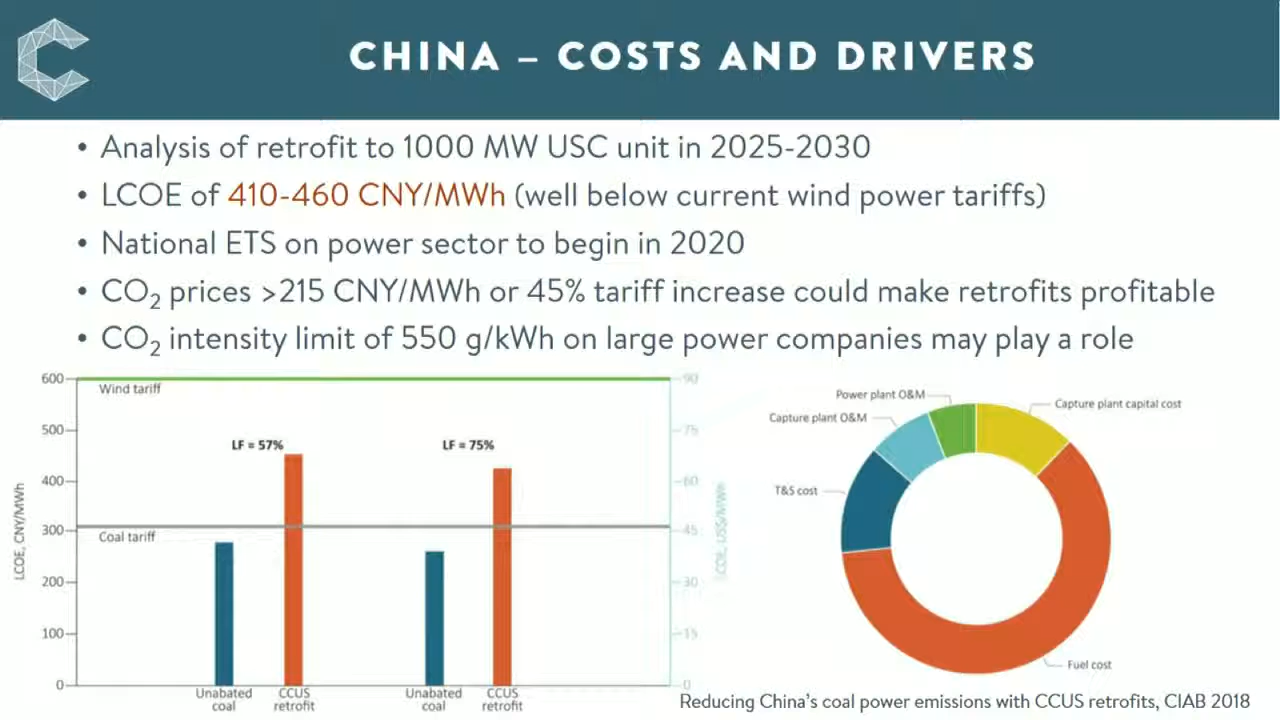 CHINA – COSTS AND DRIVERS
• Analysis of retrofit to 1000 MW USC unit in 2025-2030
• LCOE of 410-460 CNY/MWh (well below current wind power tariffs)
• National ETS on power sector to begin in 2020
• CO₂ prices >215 CNY/MWh or 45% tariff increase could make retrofits profitable
• CO₂ intensity limit of 550 g/kWh on large power companies may play a role
600
500
400
300
200
100
0
LCOE, CNY/MWh
Wind tariff
LF = 57%
LF = 75%
Coal tariff
Unabated
coal
CCUS
retrofit
Unabated
coal
CCUS
retrofit
90
75
60
45
30
15
0
LCOE, US$/MWh
Power plant O&M
Capture plant capital cost
Capture plant O&M
T&S cost
Fuel cost
Reducing China's coal power emissions with CCUS retrofits, CIAB 2018